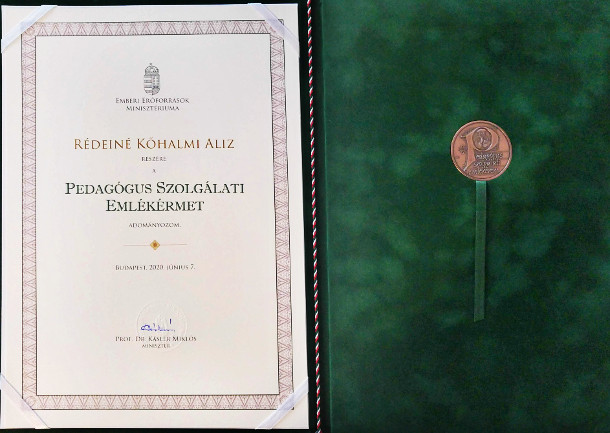 EMBERI ERŐFORRÁSOK
MINISZTÉRIUMA
RÉDEINÉ KŐHALMI ALIZ
RÉSZÉRE
A
PEDAGÓGUS SZOLGÁLATI
EMLÉKÉRMET
ADOMÁNYOZOM.
BUDAPEST, 2020. JÚNIUS 7.
PROF. DR. KÁSLER MIKLÓS
MINISZTER